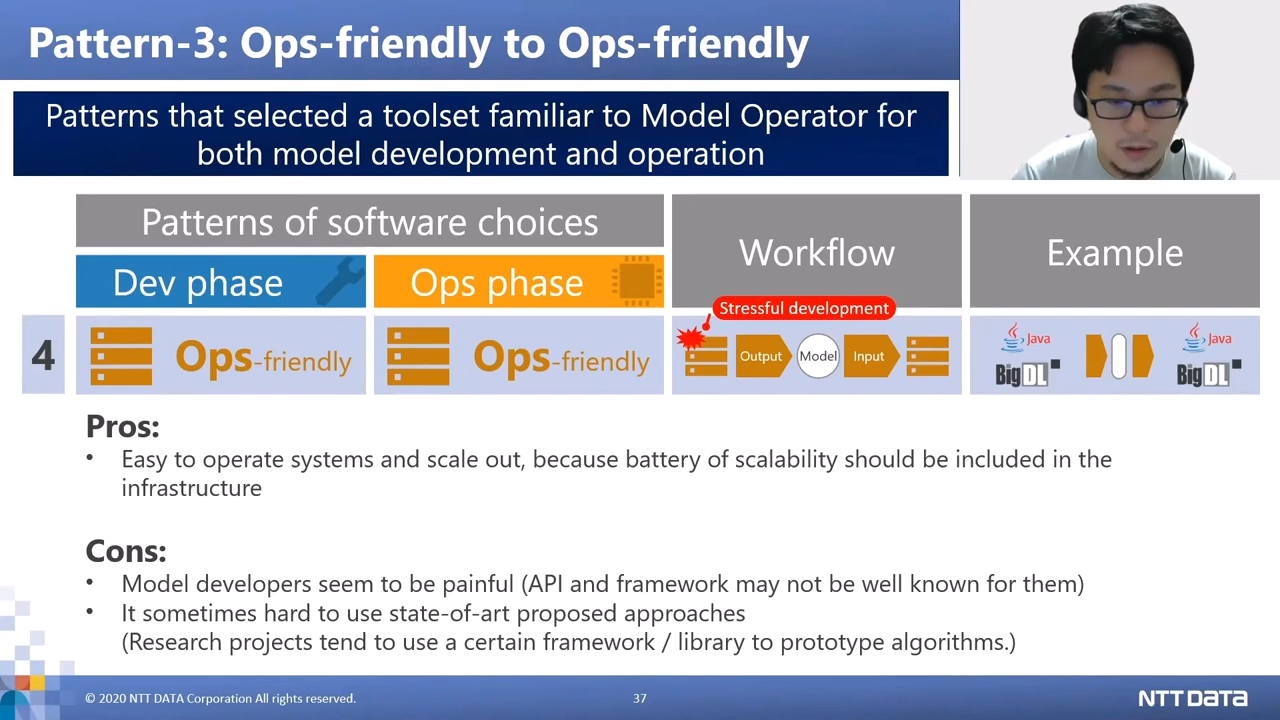 Pattern-3: Ops-friendly to Ops-friendly
Patterns that selected a toolset familiar to Model Operator for
both model development and operation
Patterns of software choices
Workflow
Example
Dev phase
Ops phase
Stressful development
4
Ops-friendly
Ops-friendly
Output
Model
Input
Java
BigDL
Java
BigDL
Pros:
• Easy to operate systems and scale out, because battery of scalability should be included in the
infrastructure
Cons:
• Model developers seem to be painful (API and framework may not be well known for them)
• It sometimes hard to use state-of-art proposed approaches
(Research projects tend to use a certain framework / library to prototype algorithms.)
© 2020 NTT DATA Corporation All rights reserved.
37
NTT DATA